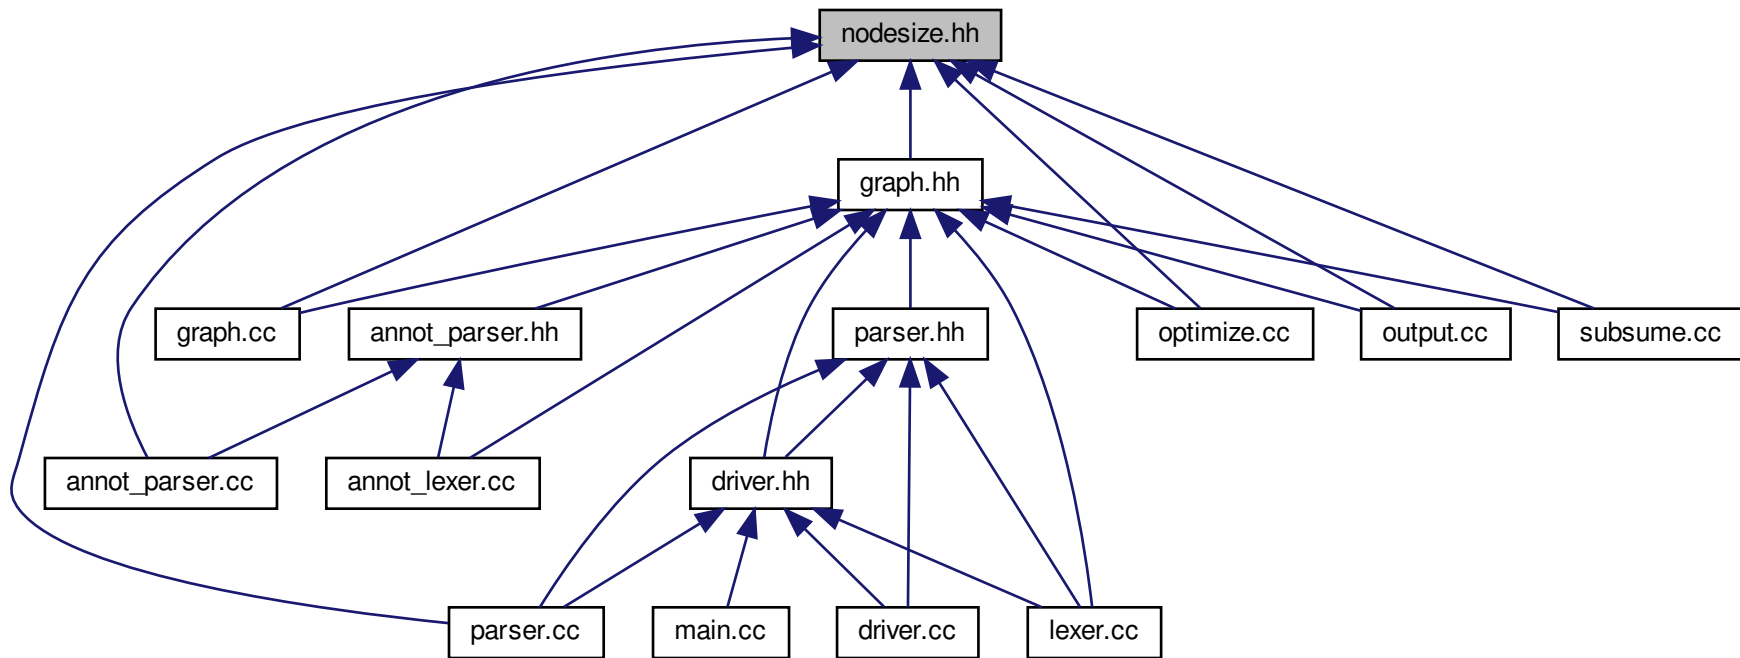 nodesize.hh
graph.hh
graph.cc
annot_parser.hh
parser.hh
optimize.cc
output.cc
subsume.cc
annot_parser.cc
annot_lexer.cc
driver.hh
parser.cc
main.cc
driver.cc
lexer.cc